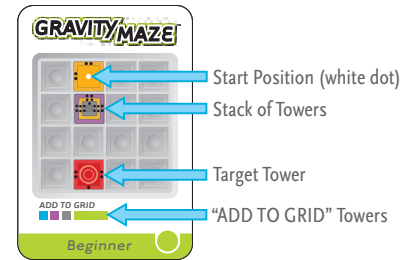 GRAVITY MAZE
Start Position (white dot)
Stack of Towers
Target Tower
ADD TO GRID
"ADD TO GRID" Towers
Beginner